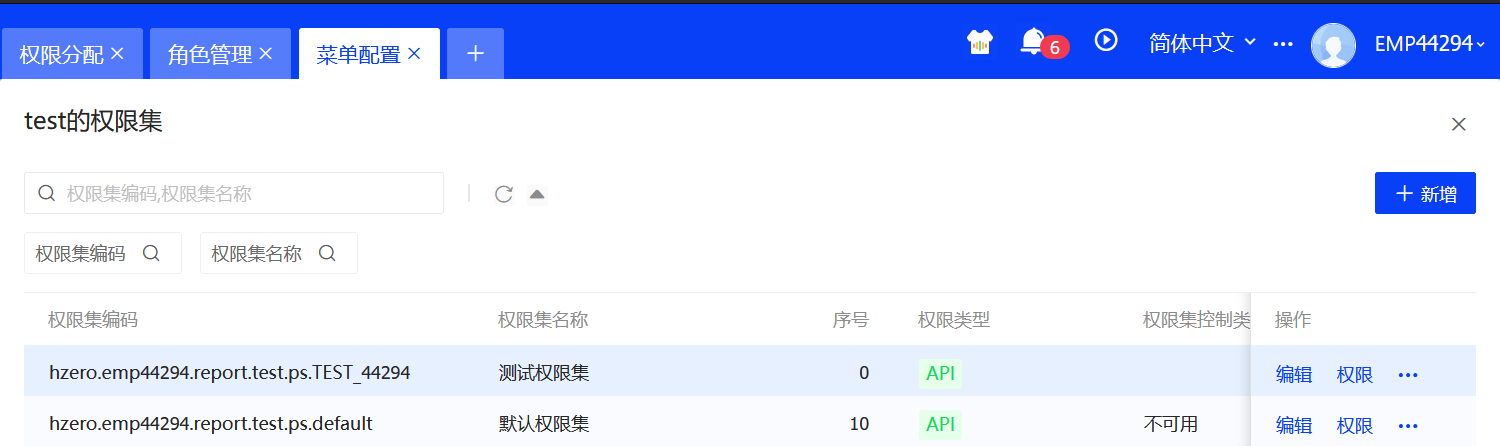 权限分配 角色管理 菜单配置 6 简体中文 EMP44294
test的权限集
权限集编码,权限集名称 新增
权限集编码 权限集名称
权限集编码 权限集名称 序号 权限类型 权限集控制类 操作
hzero.emp44294.report.test.ps.TEST_44294 测试权限集 0 API 编辑 权限
hzero.emp44294.report.test.ps.default 默认权限集 10 API 不可用 编辑 权限